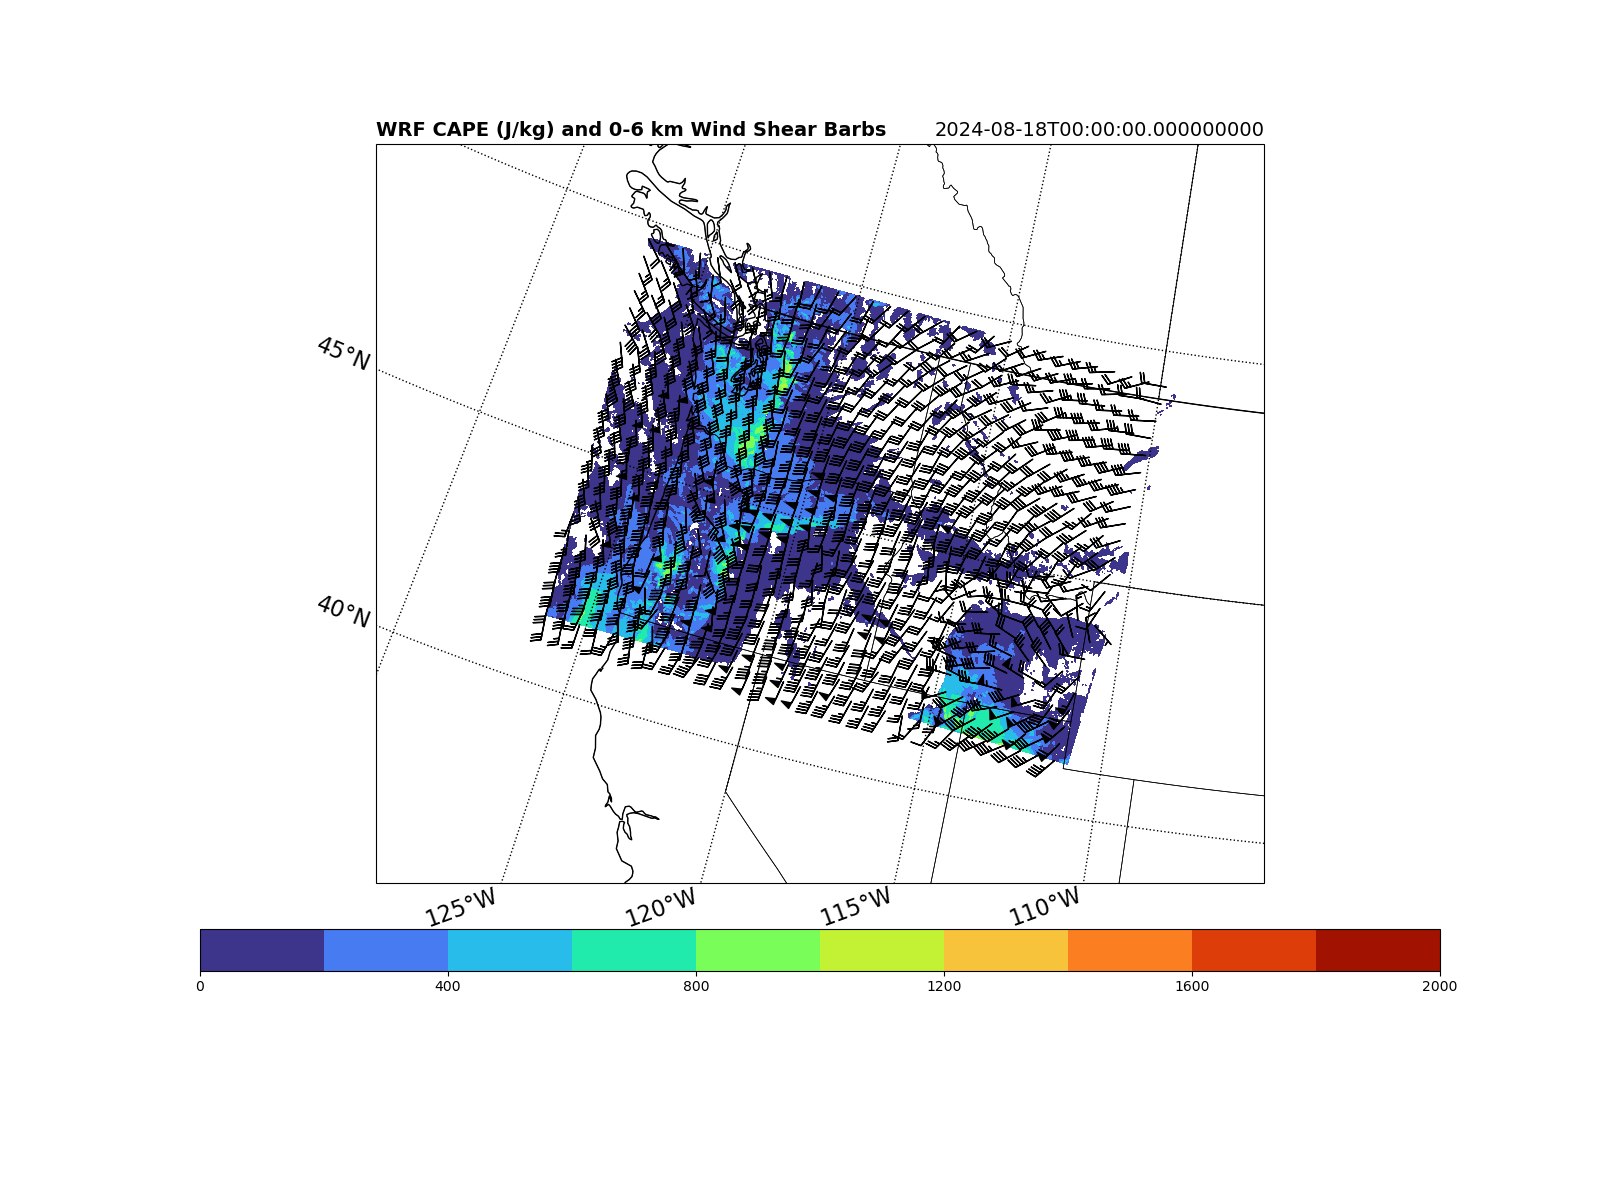 WRF CAPE (J/kg) and 0-6 km Wind Shear Barbs 2024-08-18T00:00:00.000000000
45°N
40°N
125°W 120°W 115°W 110°W
0 400 800 1200 1600 2000